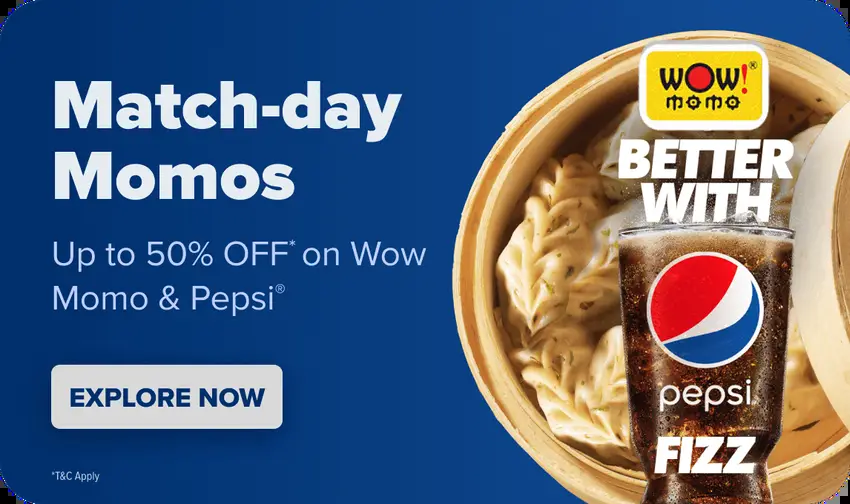 Match-day
Momos
Up to 50% OFF* on Wow
Momo & Pepsi®
EXPLORE NOW
*T&C Apply
WOW!®
MOMO
BETTER
WITH
pepsi
FIZZ